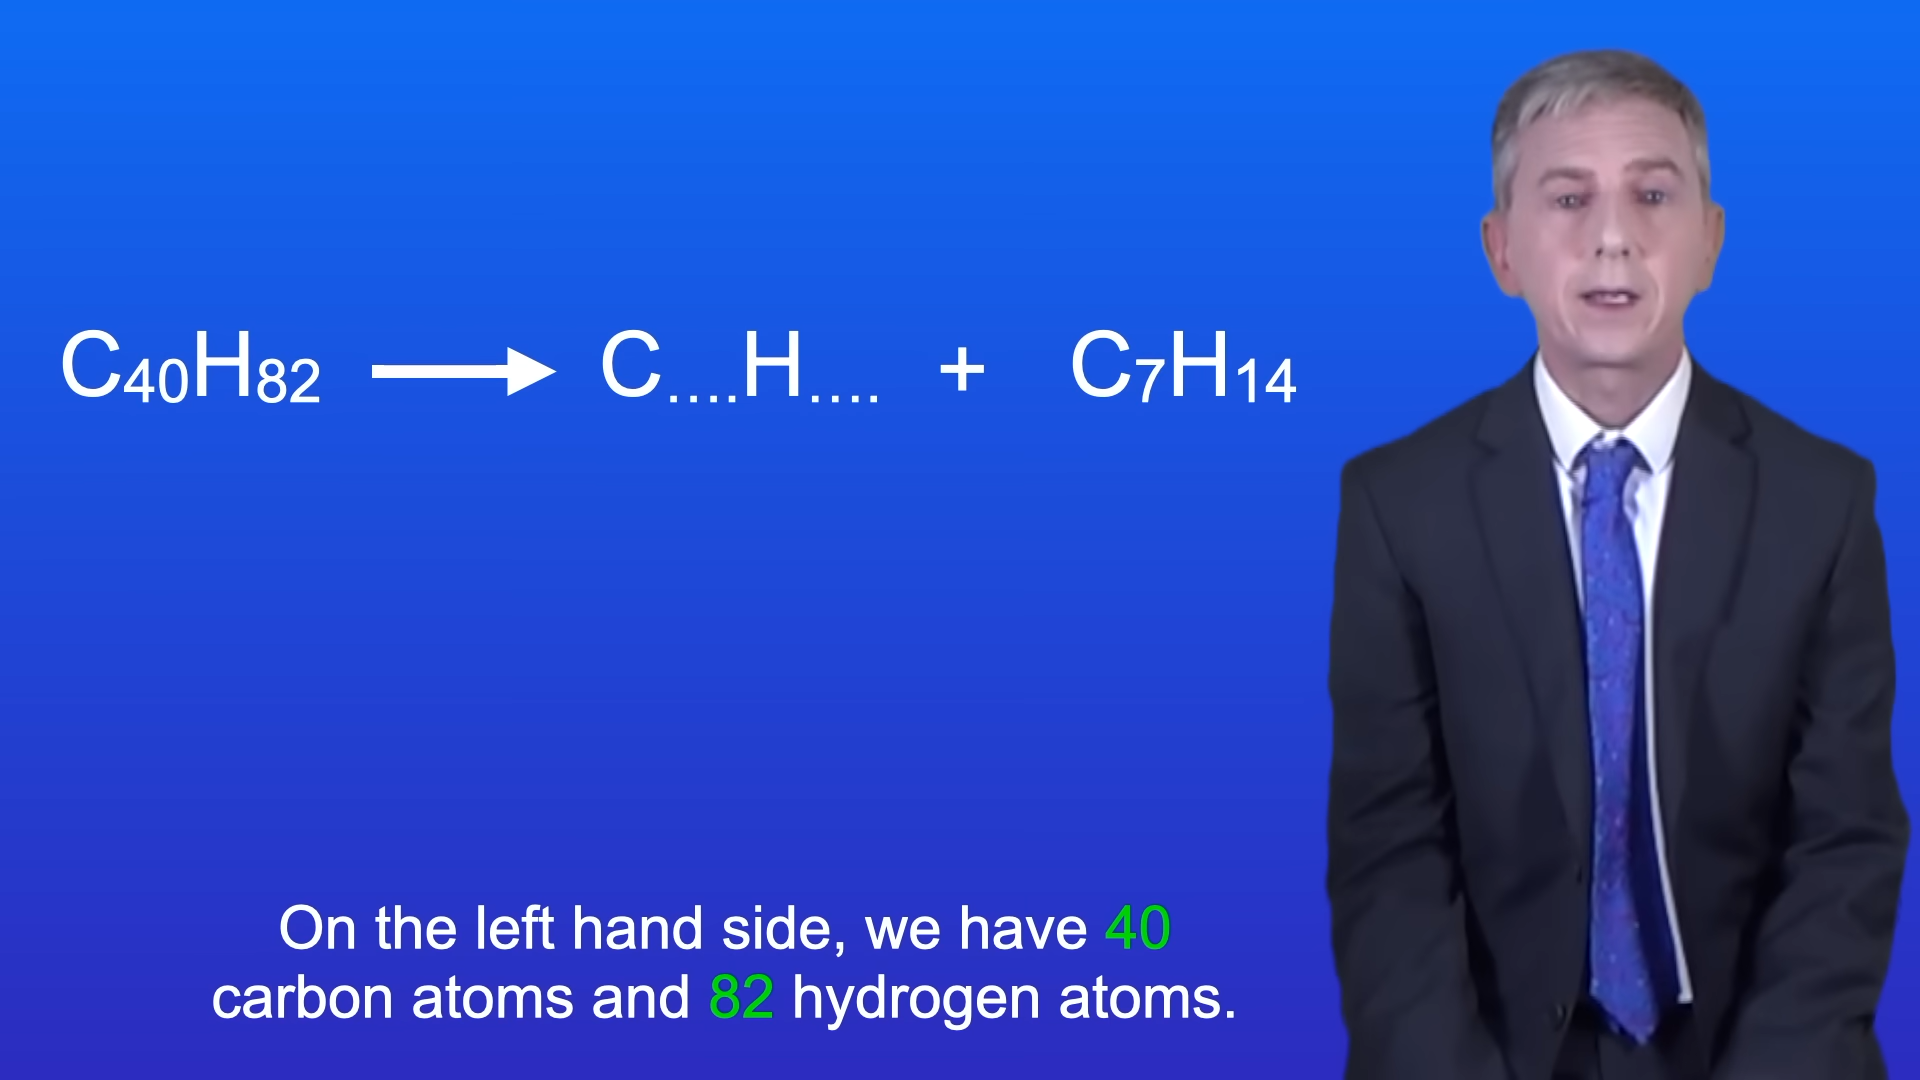 C40H82 ⟶ C....H.... + C7H14
On the left hand side, we have 40
carbon atoms and 82 hydrogen atoms.